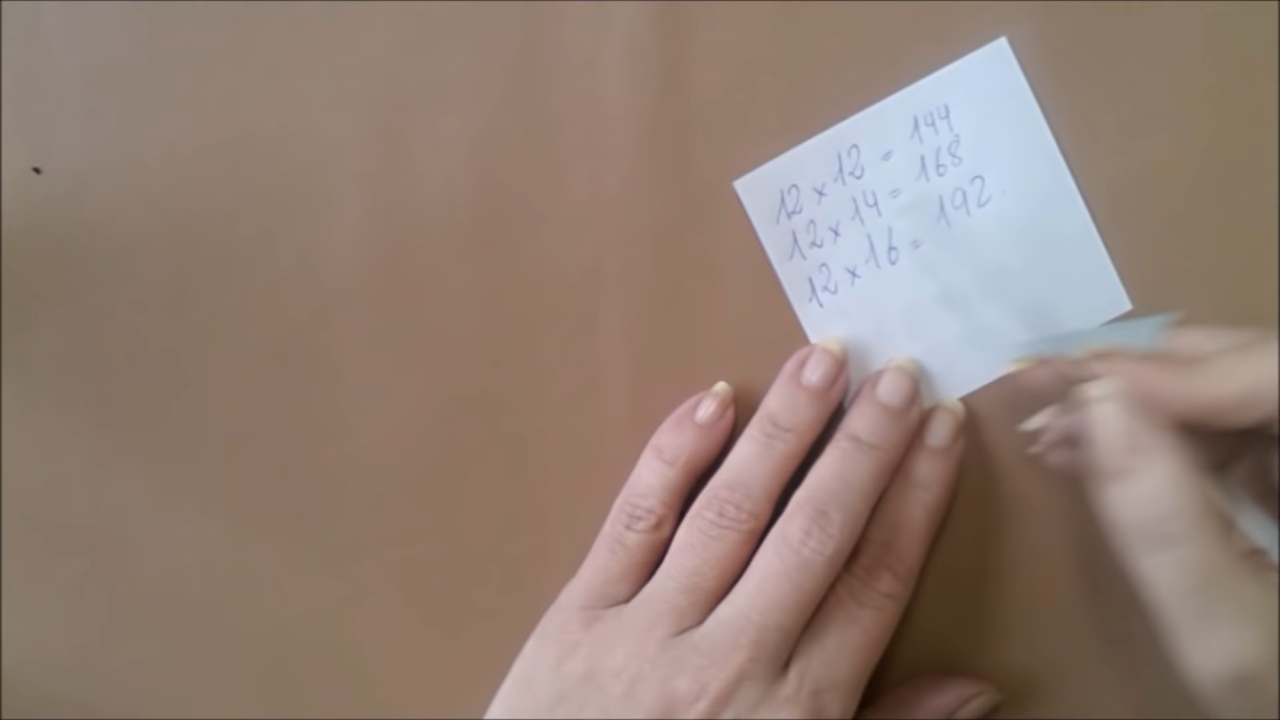 12 × 12 = 144
12 × 14 = 168
12 × 16 = 192.